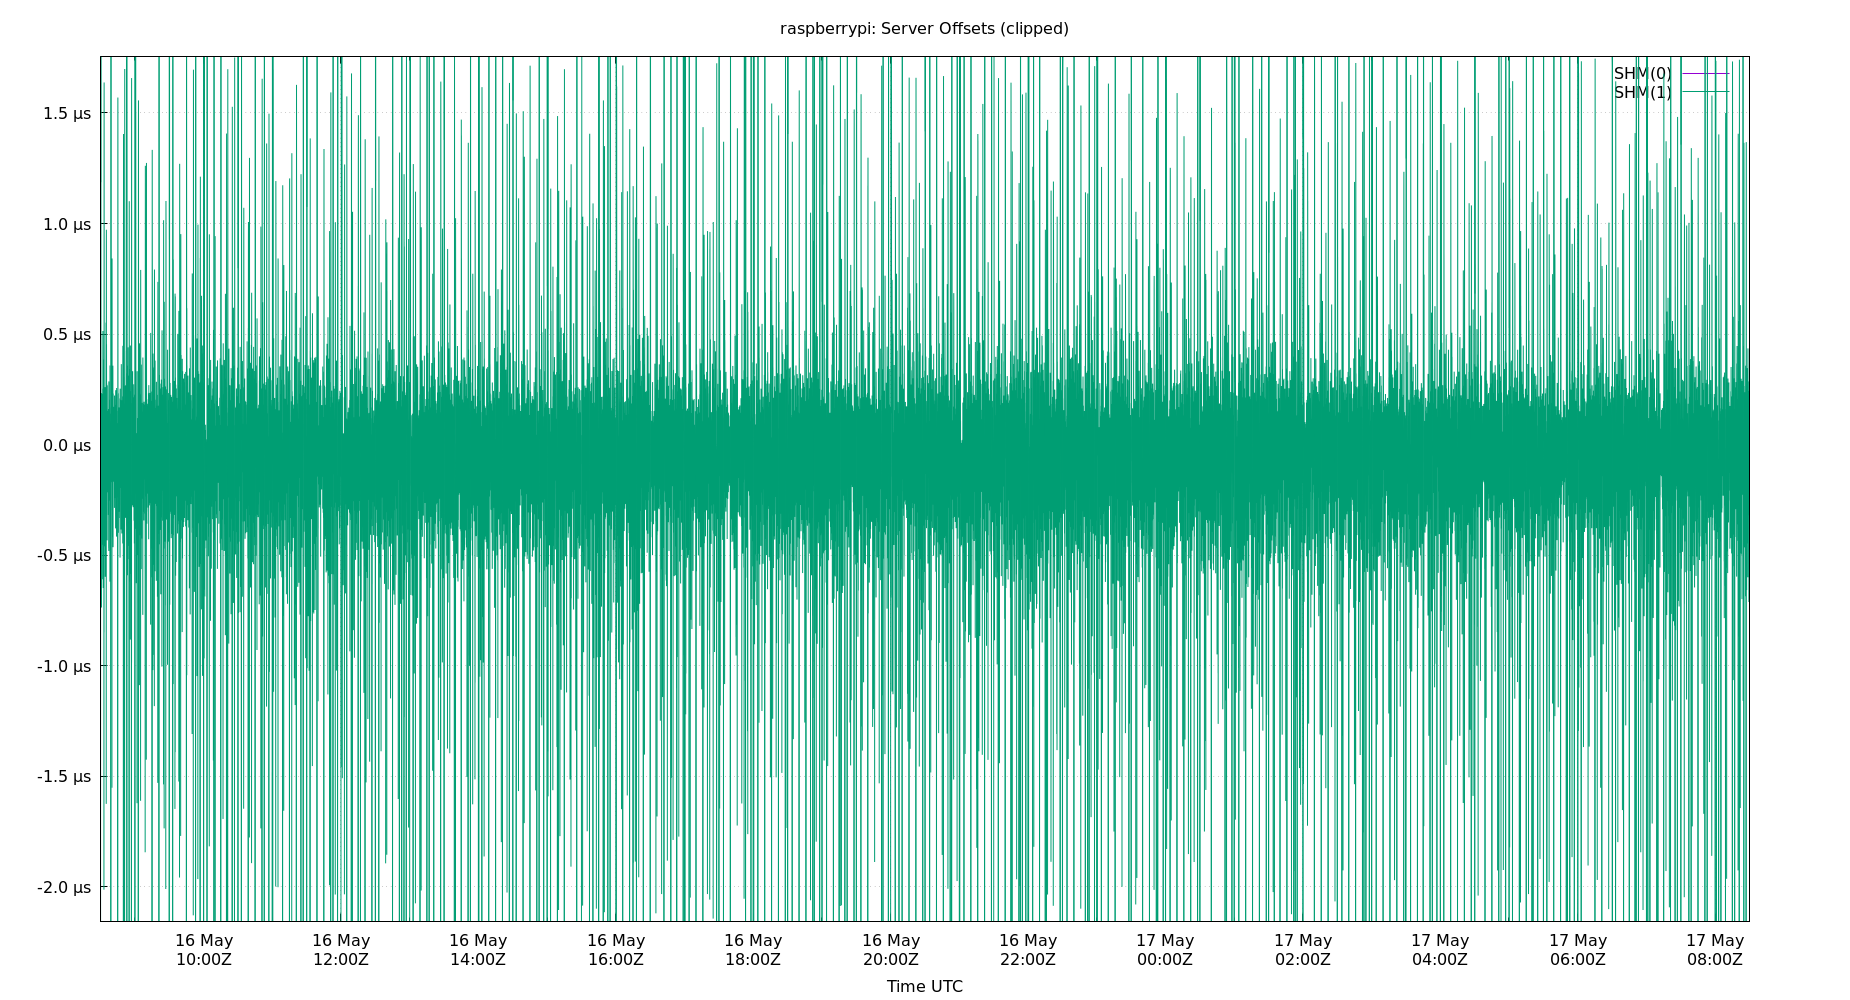 raspberrypi: Server Offsets (clipped)
SHM(0)
SHM(1)
1.5 µs
1.0 µs
0.5 µs
0.0 µs
-0.5 µs
-1.0 µs
-1.5 µs
-2.0 µs
16 May 16 May 16 May 16 May 16 May 16 May 16 May 17 May 17 May 17 May 17 May 17 May
10:00Z 12:00Z 14:00Z 16:00Z 18:00Z 20:00Z 22:00Z 00:00Z 02:00Z 04:00Z 06:00Z 08:00Z
Time UTC